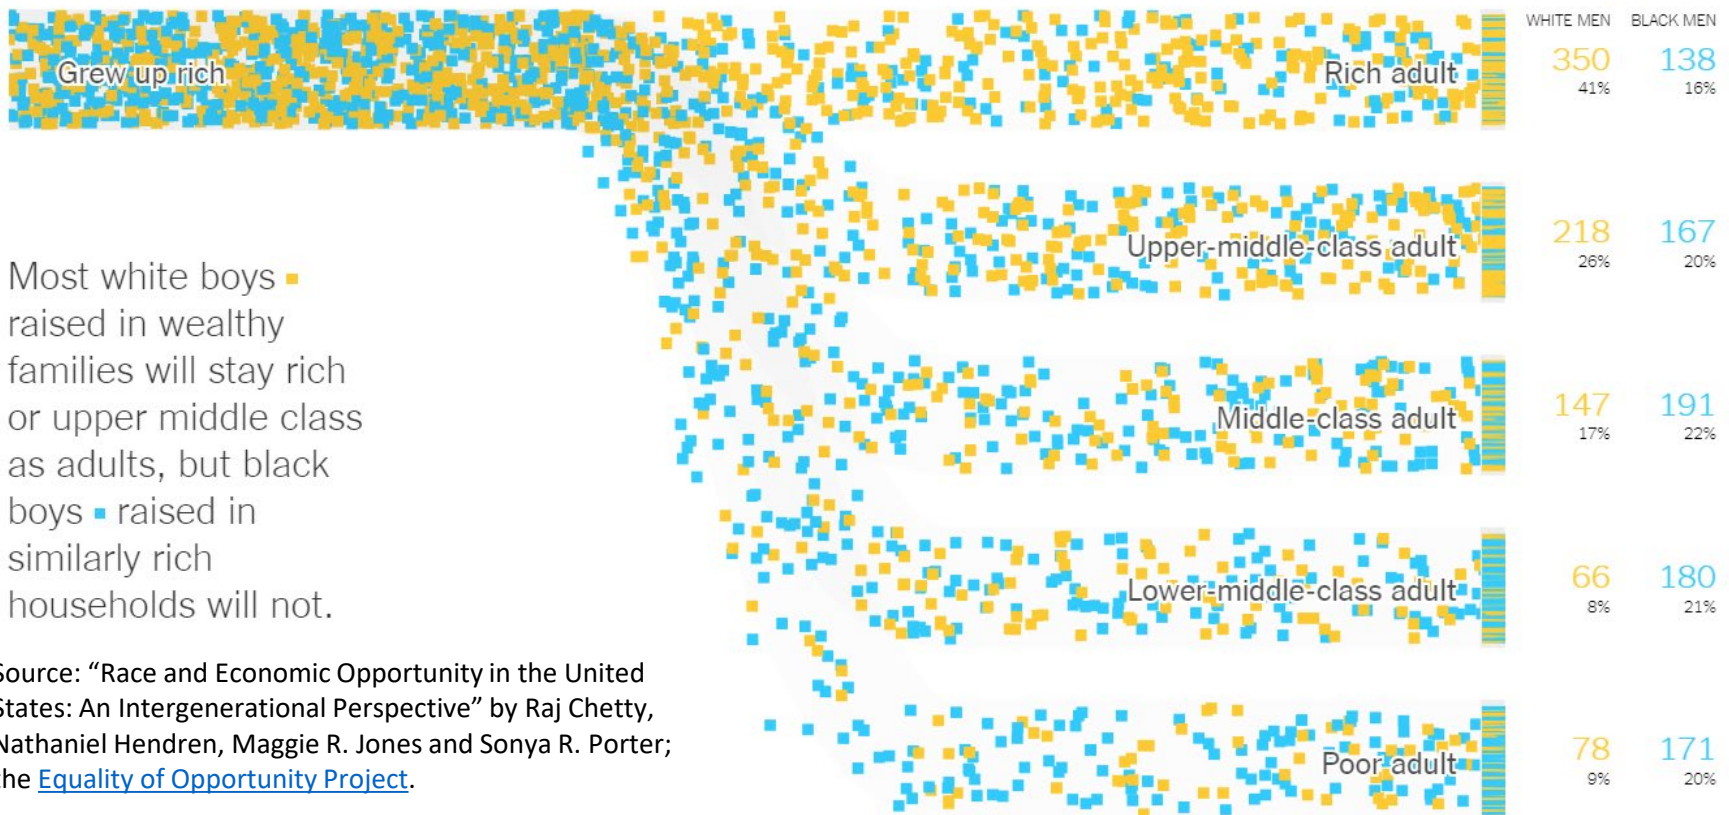 Grew up rich
Most white boys
raised in wealthy
families will stay rich
or upper middle class
as adults, but black
boys raised in
similarly rich
households will not.
Source: “Race and Economic Opportunity in the United
States: An Intergenerational Perspective” by Raj Chetty,
Nathaniel Hendren, Maggie R. Jones and Sonya R. Porter;
the Equality of Opportunity Project.
WHITE MEN BLACK MEN
Rich adult 350 138
41% 16%
Upper-middle-class adult 218 167
26% 20%
Middle-class adult 147 191
17% 22%
Lower-middle-class adult 66 180
8% 21%
Poor adult 78 171
9% 20%